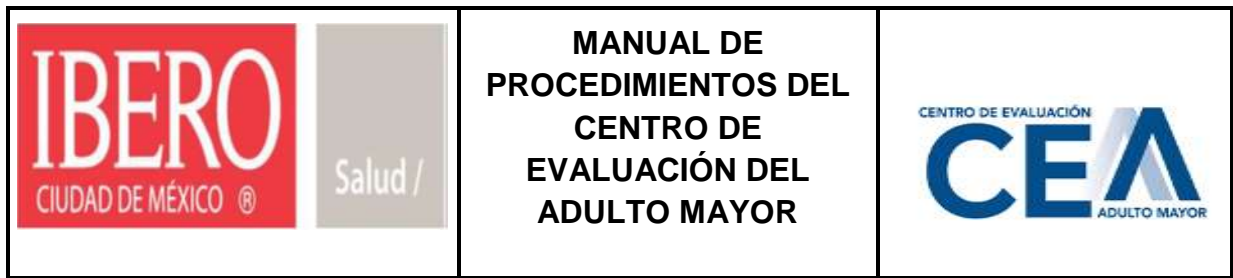 IBERO
CIUDAD DE MÉXICO ®
Salud /
MANUAL DE
PROCEDIMIENTOS DEL
CENTRO DE
EVALUACIÓN DEL
ADULTO MAYOR
CENTRO DE EVALUACIÓN
CEA
ADULTO MAYOR